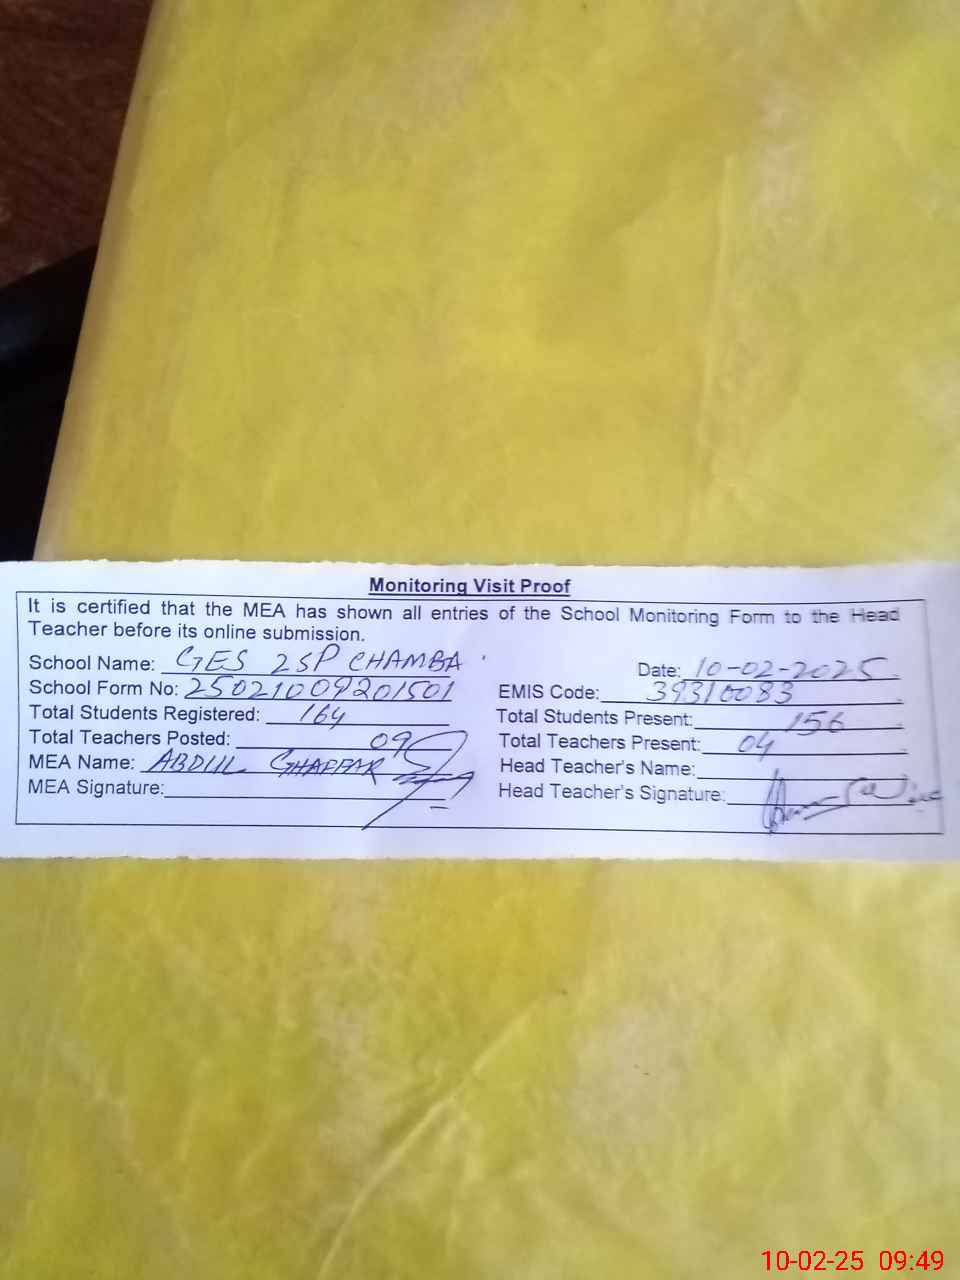 Monitoring Visit Proof
It is certified that the MEA has shown all entries of the School Monitoring Form to the Head
Teacher before its online submission.
School Name: GES 2SP CHAMBA
Date: 10-02-2025
School Form No: 25021009201501
EMIS Code: 39310083
Total Students Registered: 164
Total Students Present: 156
Total Teachers Posted: 09
Total Teachers Present: 04
MEA Name: ABDUL GHAFFAR
Head Teacher's Name:
MEA Signature:
Head Teacher's Signature:
10-02-25 09:49